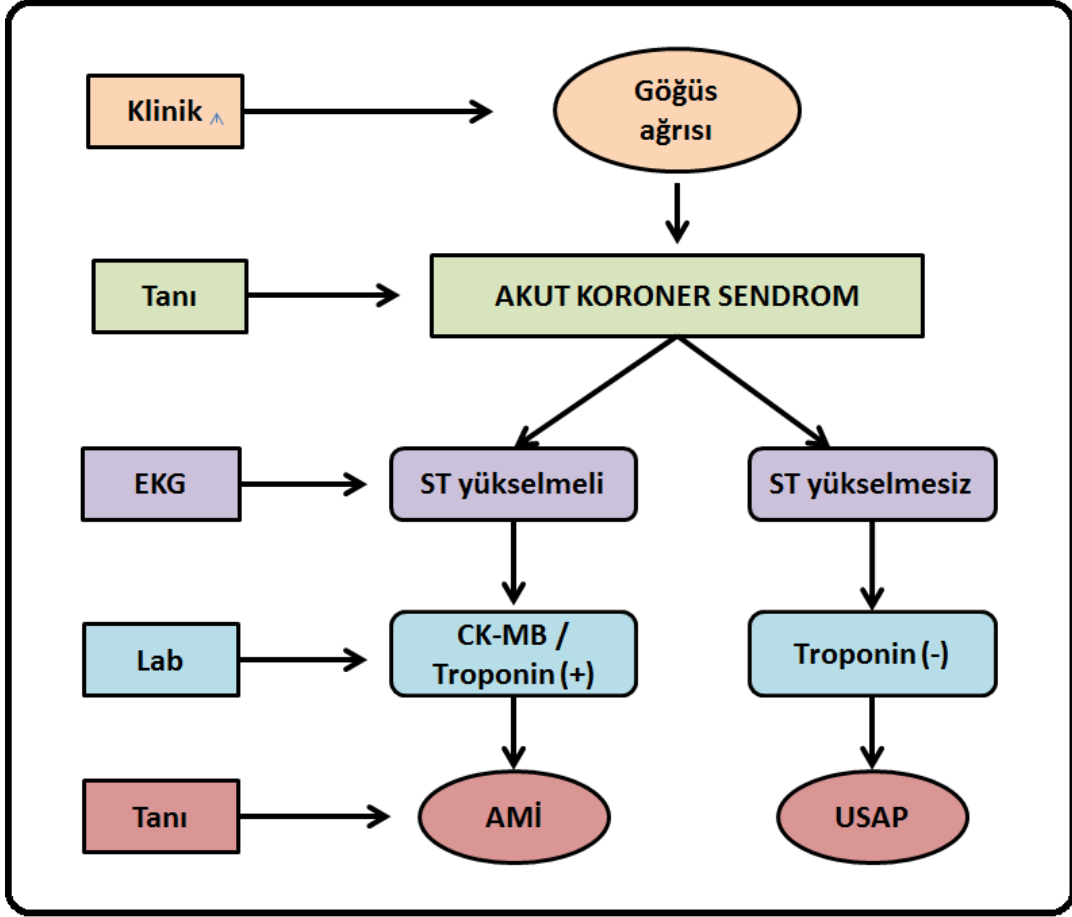 Klinik
Göğüs
ağrısı
Tanı
AKUT KORONER SENDROM
EKG
ST yükselmeli
ST yükselmesiz
Lab
CK-MB /
Troponin (+)
Troponin (-)
Tanı
AMİ
USAP